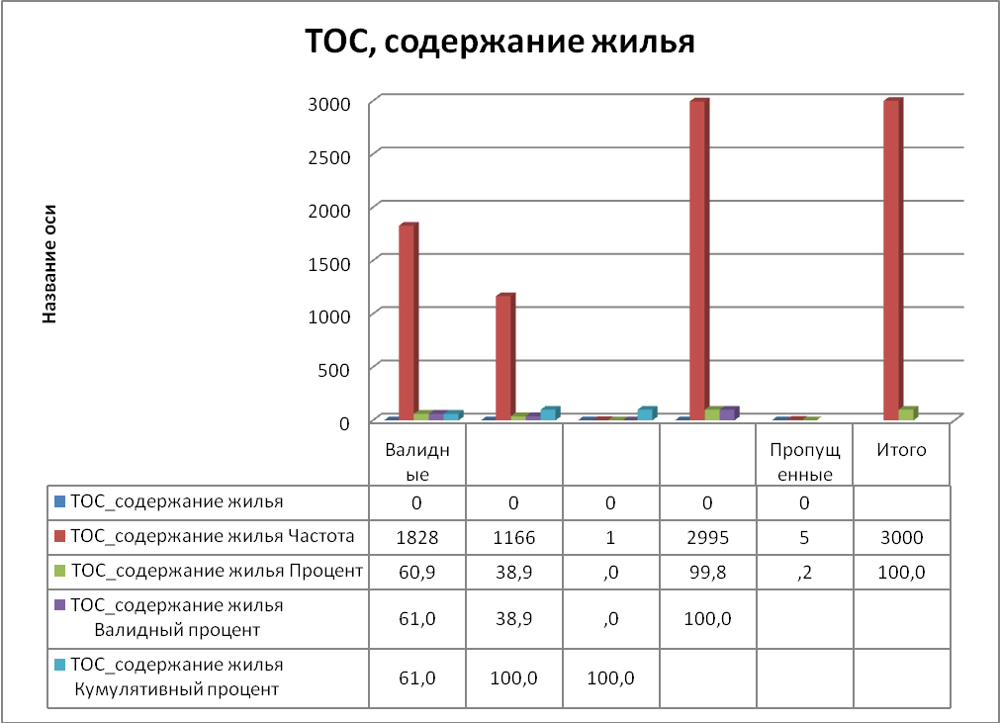 ТОС, содержание жилья
Название оси
3000
2500
2000
1500
1000
500
0
Валидн
ые
Пропущ
енные
Итого
ТОС_содержание жилья 0 0 0 0 0
ТОС_содержание жилья Частота 1828 1166 1 2995 5 3000
ТОС_содержание жилья Процент 60,9 38,9 ,0 99,8 ,2 100,0
ТОС_содержание жилья
Валидный процент 61,0 38,9 ,0 100,0
ТОС_содержание жилья
Кумулятивный процент 61,0 100,0 100,0